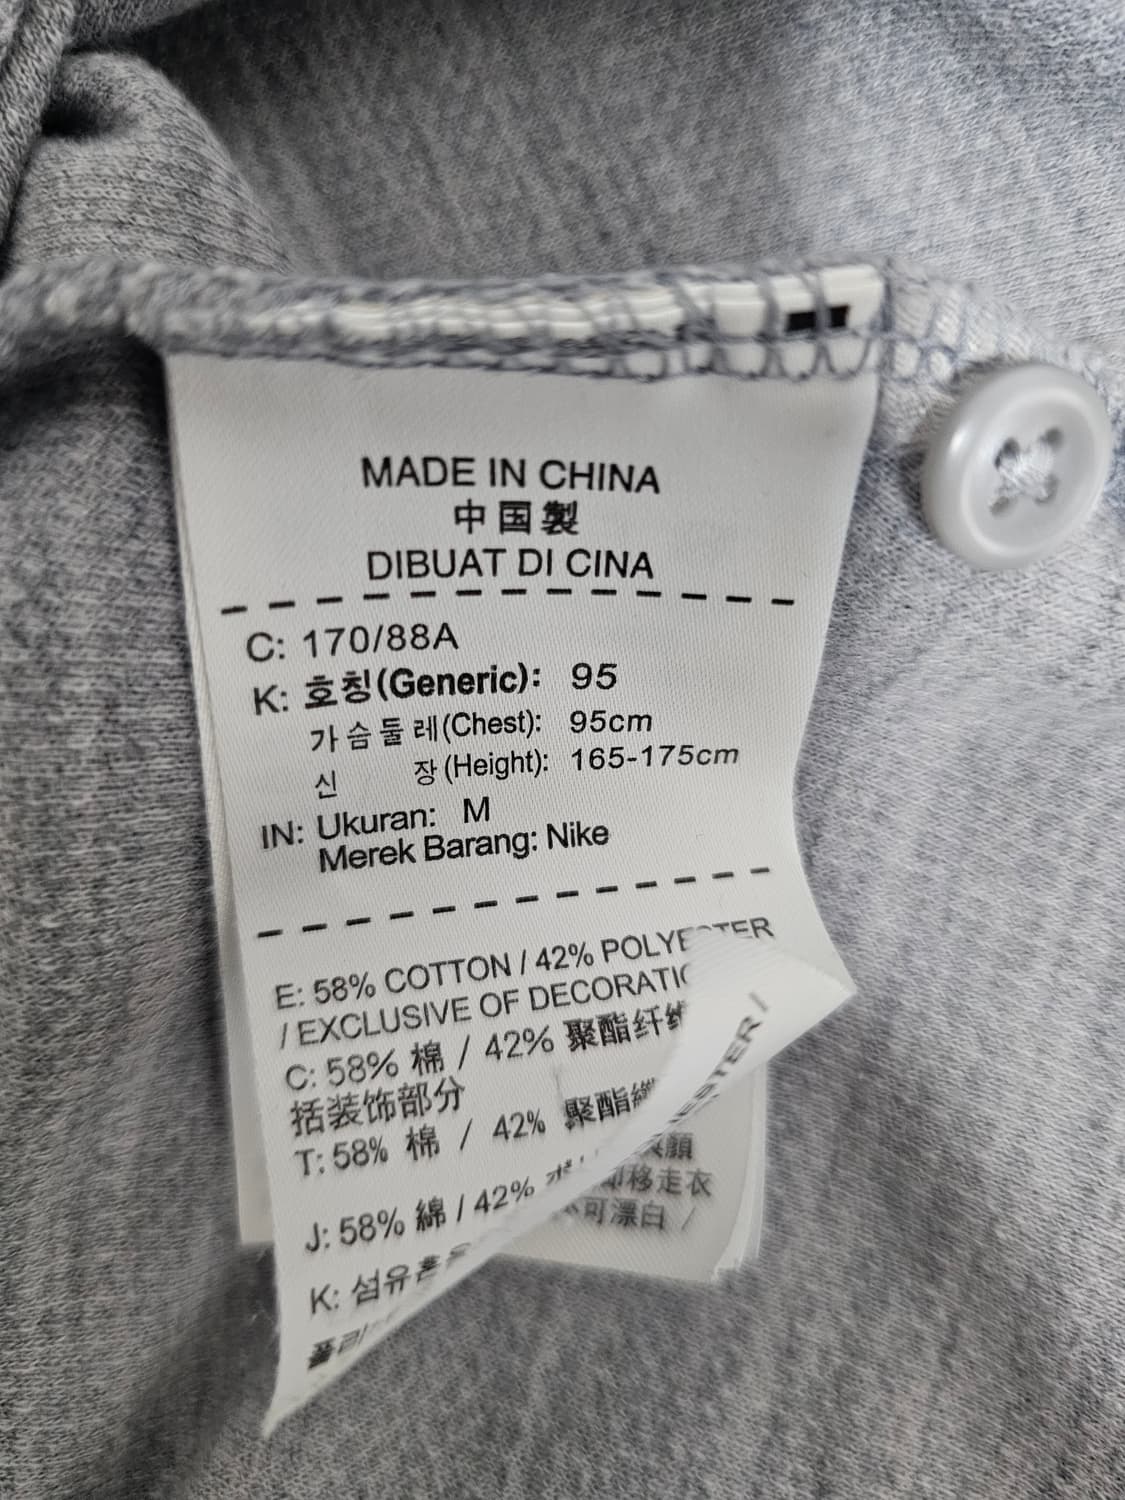 MADE IN CHINA
中国製
DIBUAT DI CINA
C: 170/88A
K: 호칭(Generic): 95
가슴둘레(Chest): 95cm
신 장(Height): 165-175cm
IN: Ukuran: M
Merek Barang: Nike
E: 58% COTTON / 42% POLYESTER
/ EXCLUSIVE OF
C: 58% 棉 / 42% 聚酯纤
括装饰部分
T: 58% 棉 / 42% 聚酯
J: 58% 綿 / 42%
K: 섬유
移走衣
可漂白 /